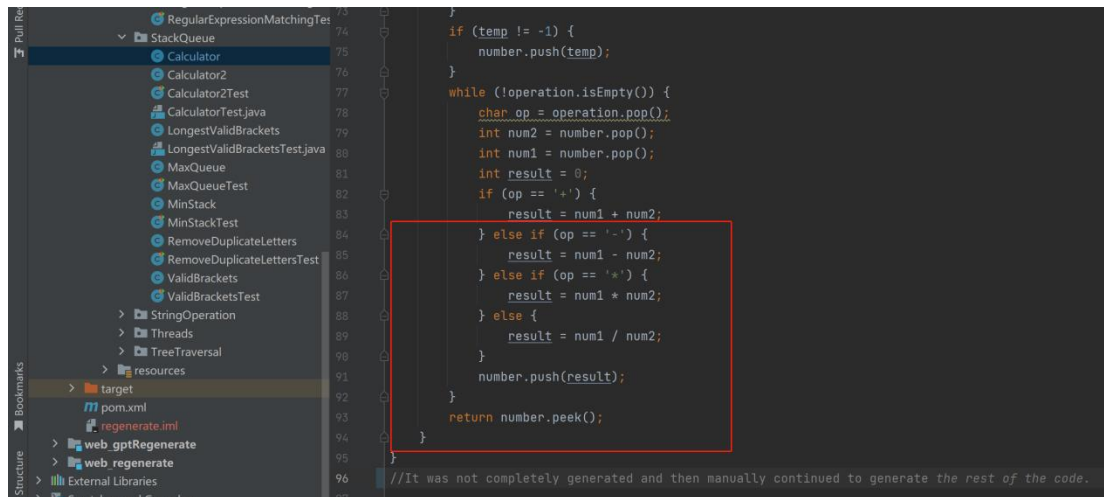 Pull Req
RegularExpressionMatchingTes
StackQueue
Calculator
Calculator2
Calculator2Test
CalculatorTest.java
LongestValidBrackets
LongestValidBracketsTest.java
MaxQueue
MaxQueueTest
MinStack
MinStackTest
RemoveDuplicateLetters
RemoveDuplicateLettersTest
ValidBrackets
ValidBracketsTest
StringOperation
Threads
TreeTraversal
resources
target
pom.xml
regenerate.iml
web_gptRegenerate
web_regenerate
External Libraries
Bookmarks
Structure
73 }
74 if (temp != -1) {
75 number.push(temp);
76 }
77 while (!operation.isEmpty()) {
78 char op = operation.pop();
79 int num2 = number.pop();
80 int num1 = number.pop();
81 int result = 0;
82 if (op == '+') {
83 result = num1 + num2;
84 } else if (op == '-') {
85 result = num1 - num2;
86 } else if (op == '*') {
87 result = num1 * num2;
88 } else {
89 result = num1 / num2;
90 }
91 number.push(result);
92 }
93 return number.peek();
94 }
95 }
96 //It was not completely generated and then manually continued to generate the rest of the code.